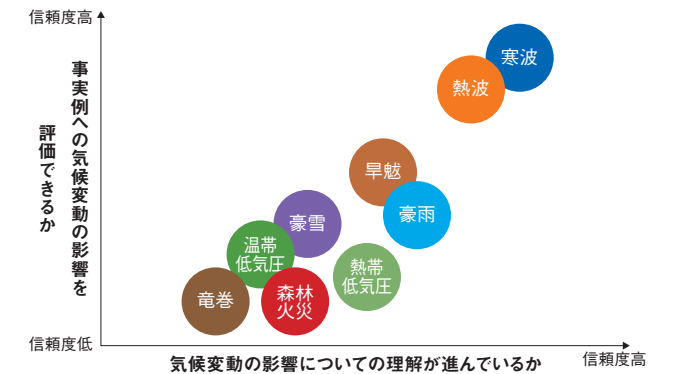 信頼度高
事実例への気候変動の影響を
評価できるか
寒波
熱波
旱魃
豪雨
豪雪
温帯
低気圧
熱帯
低気圧
竜巻
森林
火災
信頼度低
気候変動の影響についての理解が進んでいるか
信頼度高